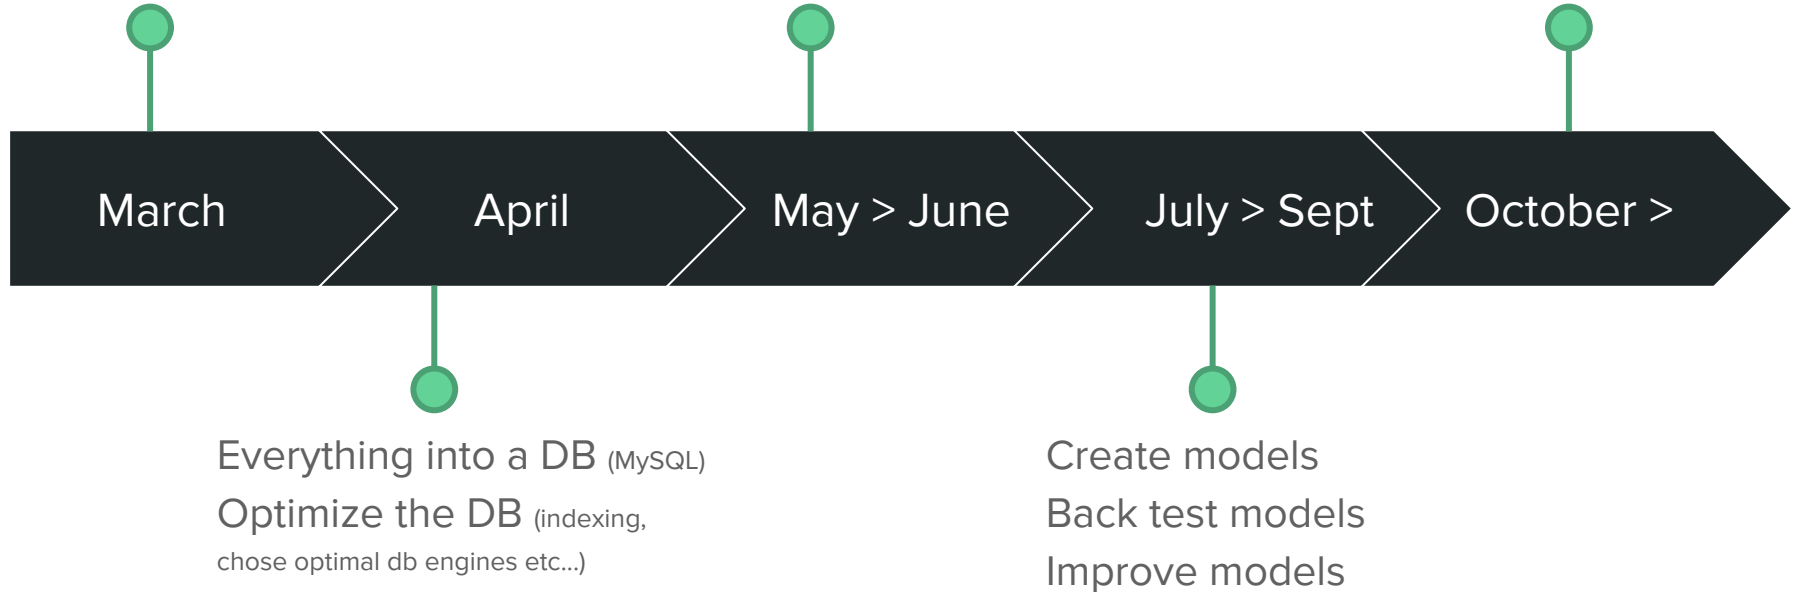 March
April
May > June
July > Sept
October >
Everything into a DB (MySQL)
Optimize the DB (indexing,
chose optimal db engines etc...)
Create models
Back test models
Improve models